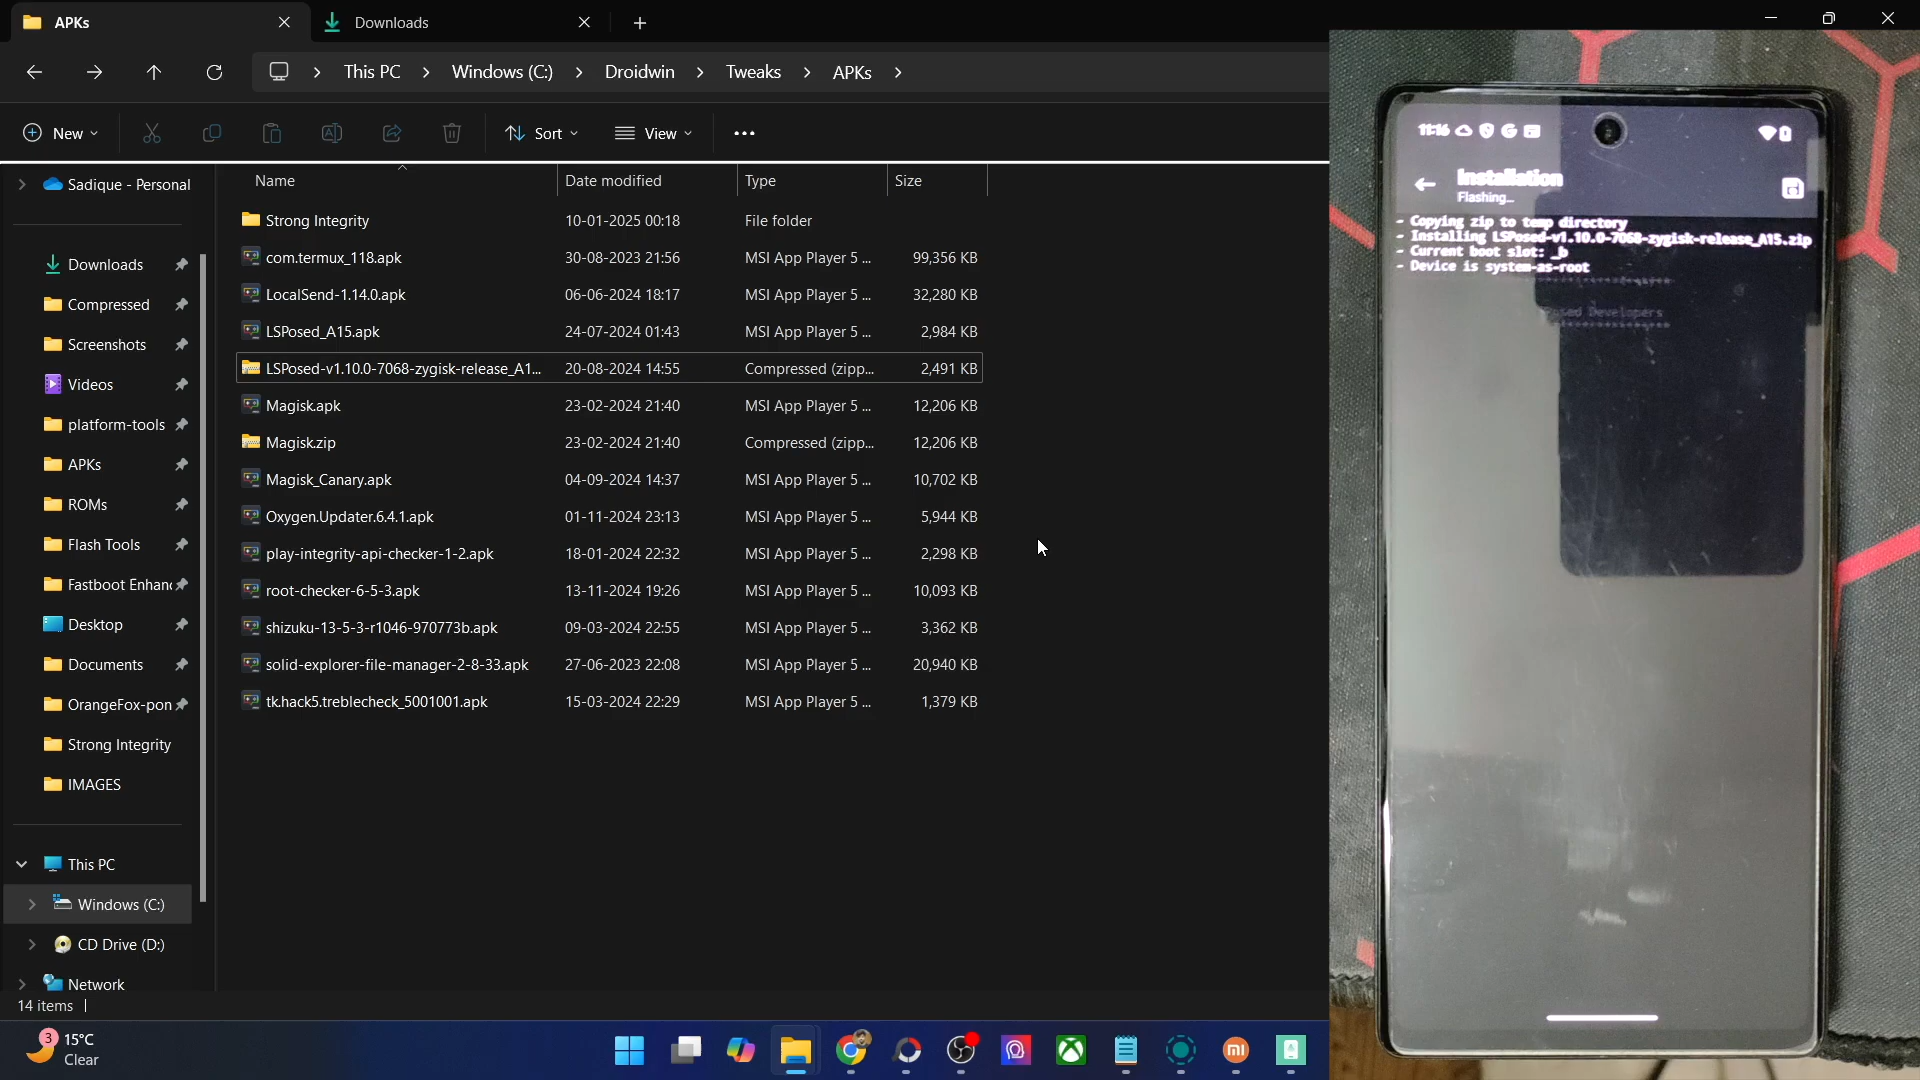 APKs
Downloads
This PC
Windows (C:)
Droidwin
Tweaks
APKs
New
Sort
View
Name
Date modified
Type
Size
Sadique - Personal
Downloads
Compressed
Screenshots
Videos
platform-tools
APKs
ROMs
Flash Tools
Fastboot Enhanc
Desktop
Documents
OrangeFox-pon
Strong Integrity
IMAGES
This PC
Windows (C:)
CD Drive (D:)
Network
Strong Integrity 10-01-2025 00:18 File folder
com.termux_118.apk 30-08-2023 21:56 MSI App Player 5 ... 99,356 KB
LocalSend-1.14.0.apk 06-06-2024 18:17 MSI App Player 5 ... 32,280 KB
LSPosed_A15.apk 24-07-2024 01:43 MSI App Player 5 ... 2,984 KB
LSPosed-v1.10.0-7068-zygisk-release_A1... 20-08-2024 14:55 Compressed (zipp... 2,491 KB
Magisk.apk 23-02-2024 21:40 MSI App Player 5 ... 12,206 KB
Magisk.zip 23-02-2024 21:40 Compressed (zipp... 12,206 KB
Magisk_Canary.apk 04-09-2024 14:37 MSI App Player 5 ... 10,702 KB
Oxygen.Updater.6.4.1.apk 01-11-2024 23:13 MSI App Player 5 ... 5,944 KB
play-integrity-api-checker-1-2.apk 18-01-2024 22:32 MSI App Player 5 ... 2,298 KB
root-checker-6-5-3.apk 13-11-2024 19:26 MSI App Player 5 ... 10,093 KB
shizuku-13-5-3-r1046-970773b.apk 09-03-2024 22:55 MSI App Player 5 ... 3,362 KB
solid-explorer-file-manager-2-8-33.apk 27-06-2023 22:08 MSI App Player 5 ... 20,940 KB
tk.hack5.treblecheck_5001001.apk 15-03-2024 22:29 MSI App Player 5 ... 1,379 KB
14 items
3
15°C
Clear
11:16
Installation
Flashing...
- Copying zip to temp directory
- Installing LSPosed-v1.10.0-7068-zygisk-release_A15.zip
- Current boot slot: _b
- Device is system-as-root
Developers